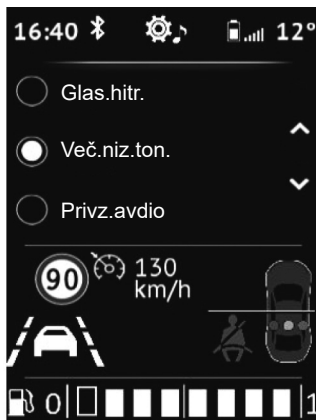 16:40 12°
Glas.hitr.
Več.niz.ton.
Privz.avdio
90 130
km/h
0 1